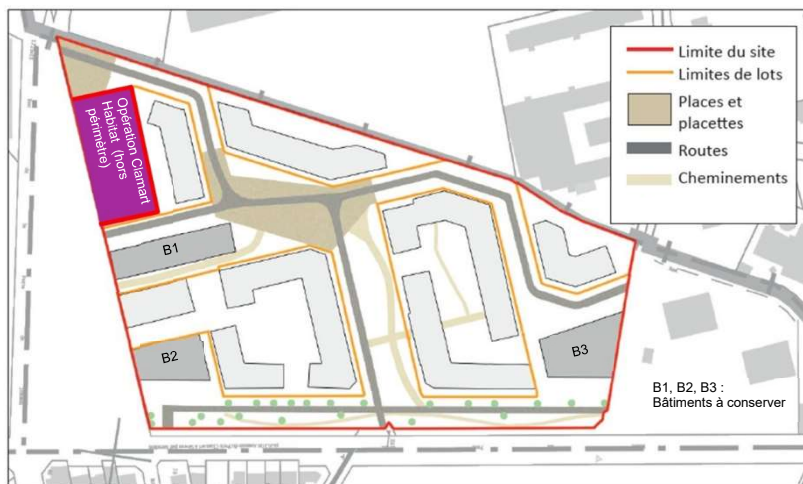 Limite du site
Limites de lots
Places et
placettes
Routes
Cheminements
Opération Clamart
Habitat (hors
périmètre)
B1
B2
B3
B1, B2, B3 :
Bâtiments à conserver